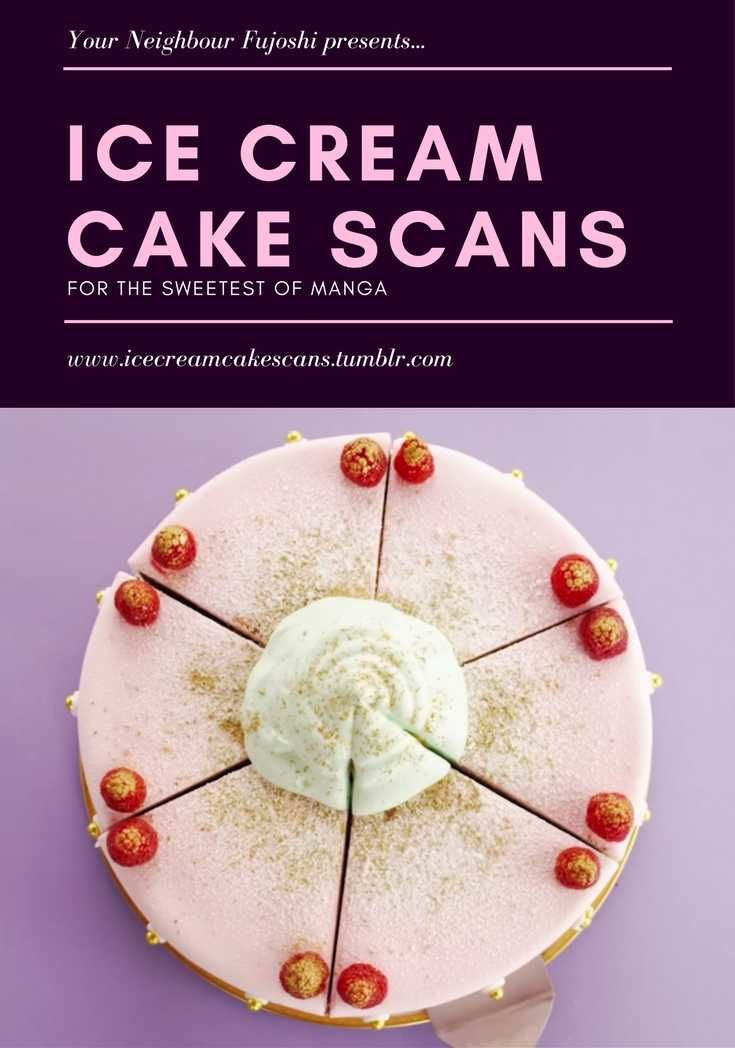 Your Neighbour Fujoshi presents...
ICE CREAM
CAKE SCANS
FOR THE SWEETEST OF MANGA
www.icecreamcakescans.tumblr.com